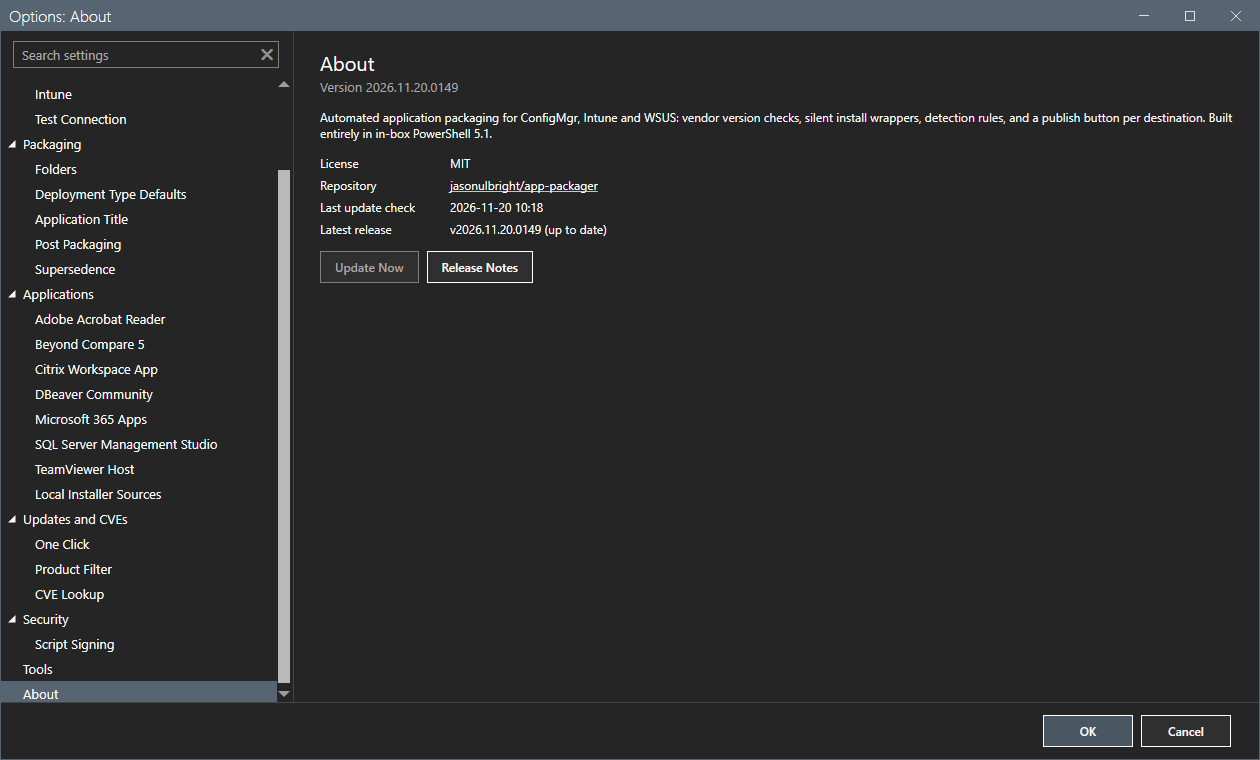 Options: About
Search settings
Intune
Test Connection
Packaging
Folders
Deployment Type Defaults
Application Title
Post Packaging
Supersedence
Applications
Adobe Acrobat Reader
Beyond Compare 5
Citrix Workspace App
DBeaver Community
Microsoft 365 Apps
SQL Server Management Studio
TeamViewer Host
Local Installer Sources
Updates and CVEs
One Click
Product Filter
CVE Lookup
Security
Script Signing
Tools
About
About
Version 2026.11.20.0149
Automated application packaging for ConfigMgr, Intune and WSUS: vendor version checks, silent install wrappers, detection rules, and a publish button per destination. Built
entirely in in-box PowerShell 5.1.
License MIT
Repository jasonulbright/app-packager
Last update check 2026-11-20 10:18
Latest release v2026.11.20.0149 (up to date)
Update Now Release Notes
OK Cancel